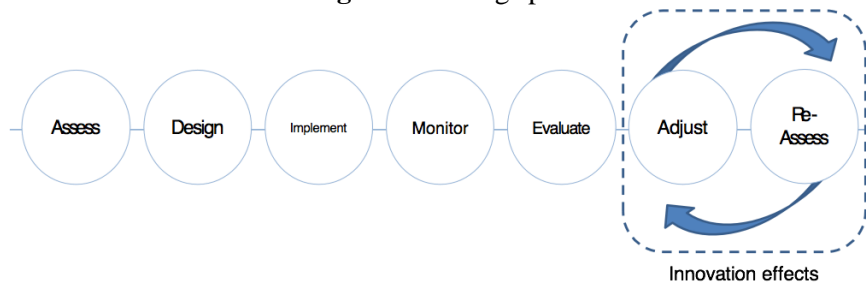 Assess
Design
Implement
Monitor
Evaluate
Adjust
Re-
Assess
Innovation effects